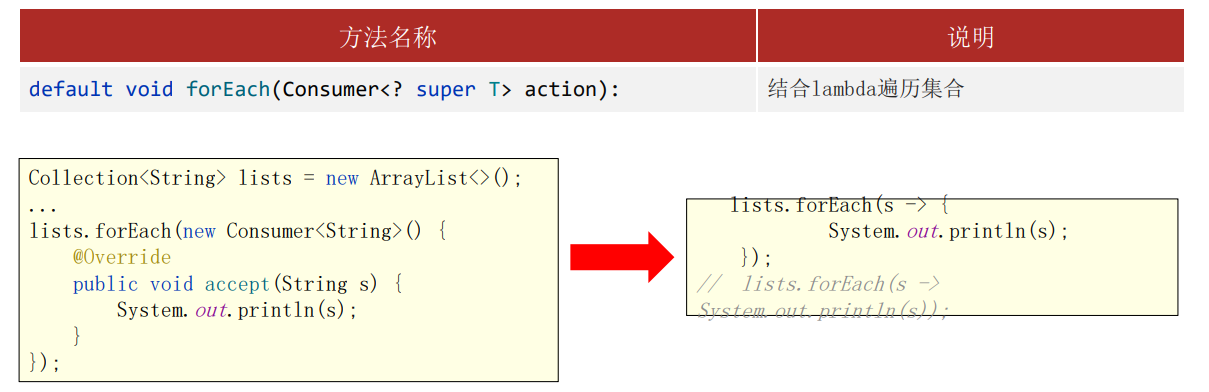 方法名称
说明
default void forEach(Consumer<? super T> action):
结合lambda遍历集合
Collection<String> lists = new ArrayList<>();
...
lists.forEach(new Consumer<String>() {
    @Override
    public void accept(String s) {
        System.out.println(s);
    }
});
lists.forEach(s -> {
        System.out.println(s);
    });
//  lists.forEach(s ->
System.out.println(s));